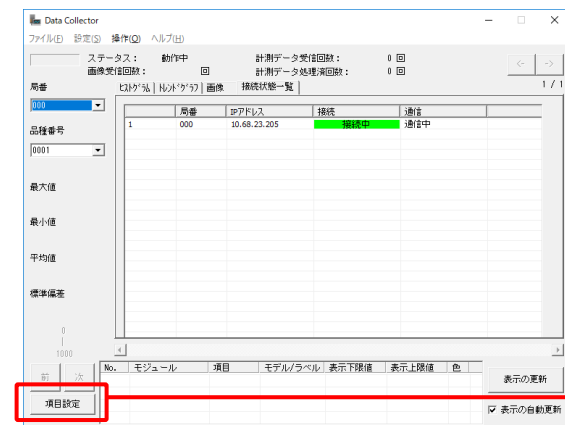 Data Collector
ファイル(F) 設定(S) 操作(O) ヘルプ(H)
ステータス： 動作中 計測データ受信回数： 0 回
画像受信回数： 回 計測データ処理済回数： 0 回
<- ->
局番 ﾋｽﾄｸﾞﾗﾑ ﾄﾚﾝﾄﾞｸﾞﾗﾌ 画像 接続状態一覧 1 / 1
000
局番 IPアドレス 接続 通信
1 000 10.68.23.205 接続中 通信中
品種番号
0001
最大値
最小値
平均値
標準偏差
0
|
1000
前 次
No. モジュール 項目 モデル/ラベル 表示下限値 表示上限値 色
表示の更新
項目設定
表示の自動更新